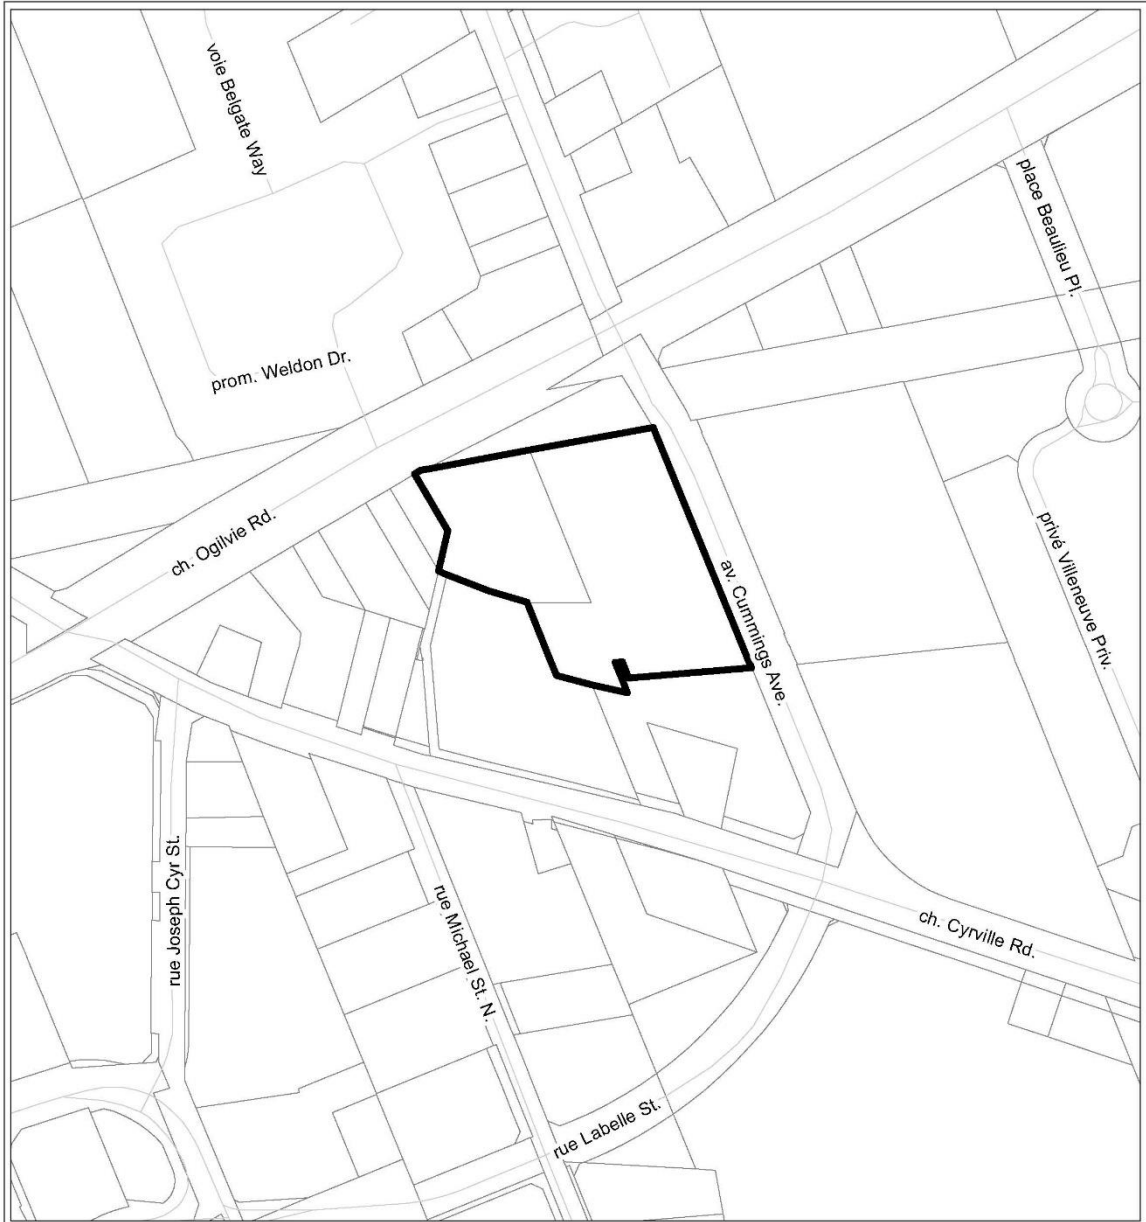 voie Belgate Way
place Beaulieu Pl.
prom. Weldon Dr.
ch. Ogilvie Rd.
privé Villeneuve Priv.
av. Cummings Ave.
rue Joseph Cyr St.
rue Michael St. N.
ch. Cyrville Rd.
rue Labelle St.